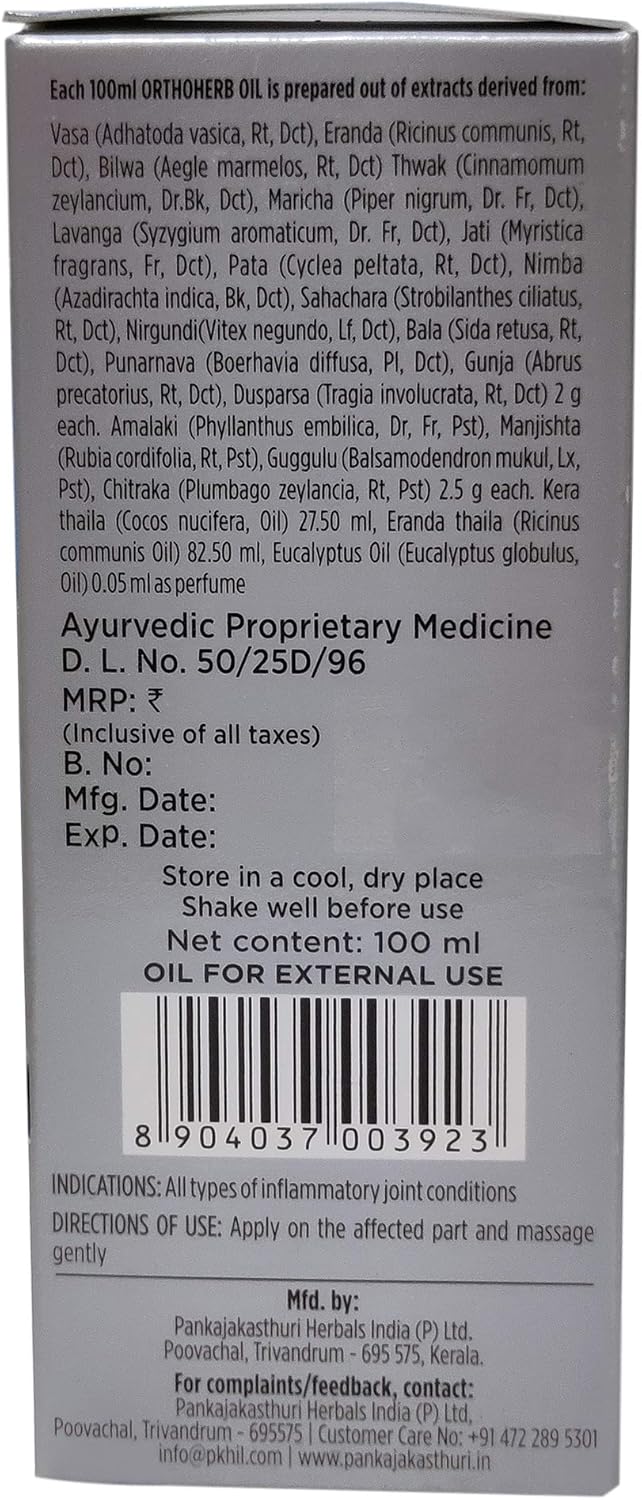 Each 100ml ORTHOHERB OIL is prepared out of extracts derived from:
Vasa (Adhatoda vasica, Rt, Dct), Eranda (Ricinus communis, Rt,
Dct), Bilwa (Aegle marmelos, Rt, Dct) Thwak (Cinnamomum
zeylancium, Dr.Bk, Dct), Maricha (Piper nigrum, Dr. Fr, Dct),
Lavanga (Syzygium aromaticum, Dr. Fr, Dct), Jati (Myristica
fragrans, Fr, Dct), Pata (Cyclea peltata, Rt, Dct), Nimba
(Azadirachta indica, Bk, Dct), Sahachara (Strobilanthes ciliatus,
Rt, Dct), Nirgundi(Vitex negundo, Lf, Dct), Bala (Sida retusa, Rt,
Dct), Punarnava (Boerhavia diffusa, Pl, Dct), Gunja (Abrus
precatorius, Rt, Dct), Dusparsa (Tragia involucrata, Rt, Dct) 2 g
each. Amalaki (Phyllanthus embilica, Dr, Fr, Pst), Manjishta
(Rubia cordifolia, Rt, Pst), Guggulu (Balsamodendron mukul, Lx,
Pst), Chitraka (Plumbago zeylancia, Rt, Pst) 2.5 g each. Kera
thaila (Cocos nucifera, Oil) 27.50 ml, Eranda thaila (Ricinus
communis Oil) 82.50 ml, Eucalyptus Oil (Eucalyptus globulus,
Oil) 0.05 ml as perfume
Ayurvedic Proprietary Medicine
D. L. No. 50/25D/96
MRP: ₹
(Inclusive of all taxes)
B. No:
Mfg. Date:
Exp. Date:
Store in a cool, dry place
Shake well before use
Net content: 100 ml
OIL FOR EXTERNAL USE
8 904037 003923
INDICATIONS: All types of inflammatory joint conditions
DIRECTIONS OF USE: Apply on the affected part and massage
gently
Mfd. by:
Pankajakasthuri Herbals India (P) Ltd.
Poovachal, Trivandrum - 695 575, Kerala.
For complaints/feedback, contact:
Pankajakasthuri Herbals India (P) Ltd,
Poovachal, Trivandrum - 695575 | Customer Care No: +91 472 289 5301
info@pkhil.com | www.pankajakasthuri.in